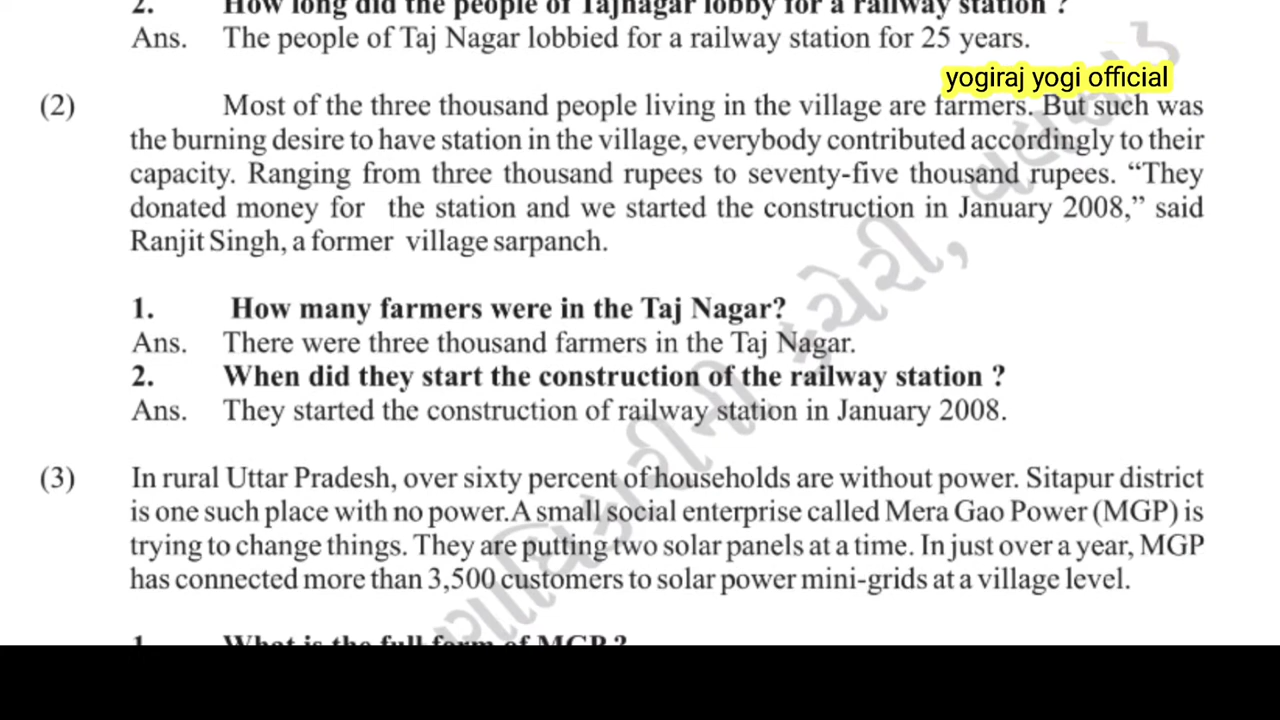 2. How long did the people of Tajnagar lobby for a railway station ?
Ans. The people of Taj Nagar lobbied for a railway station for 25 years.
yogiraj yogi official
(2) Most of the three thousand people living in the village are farmers. But such was
the burning desire to have station in the village, everybody contributed accordingly to their
capacity. Ranging from three thousand rupees to seventy-five thousand rupees. “They
donated money for the station and we started the construction in January 2008,” said
Ranjit Singh, a former village sarpanch.
1. How many farmers were in the Taj Nagar?
Ans. There were three thousand farmers in the Taj Nagar.
2. When did they start the construction of the railway station ?
Ans. They started the construction of railway station in January 2008.
(3) In rural Uttar Pradesh, over sixty percent of households are without power. Sitapur district
is one such place with no power.A small social enterprise called Mera Gao Power (MGP) is
trying to change things. They are putting two solar panels at a time. In just over a year, MGP
has connected more than 3,500 customers to solar power mini-grids at a village level.
1. What is the full form of MGP ?
કચેરી,